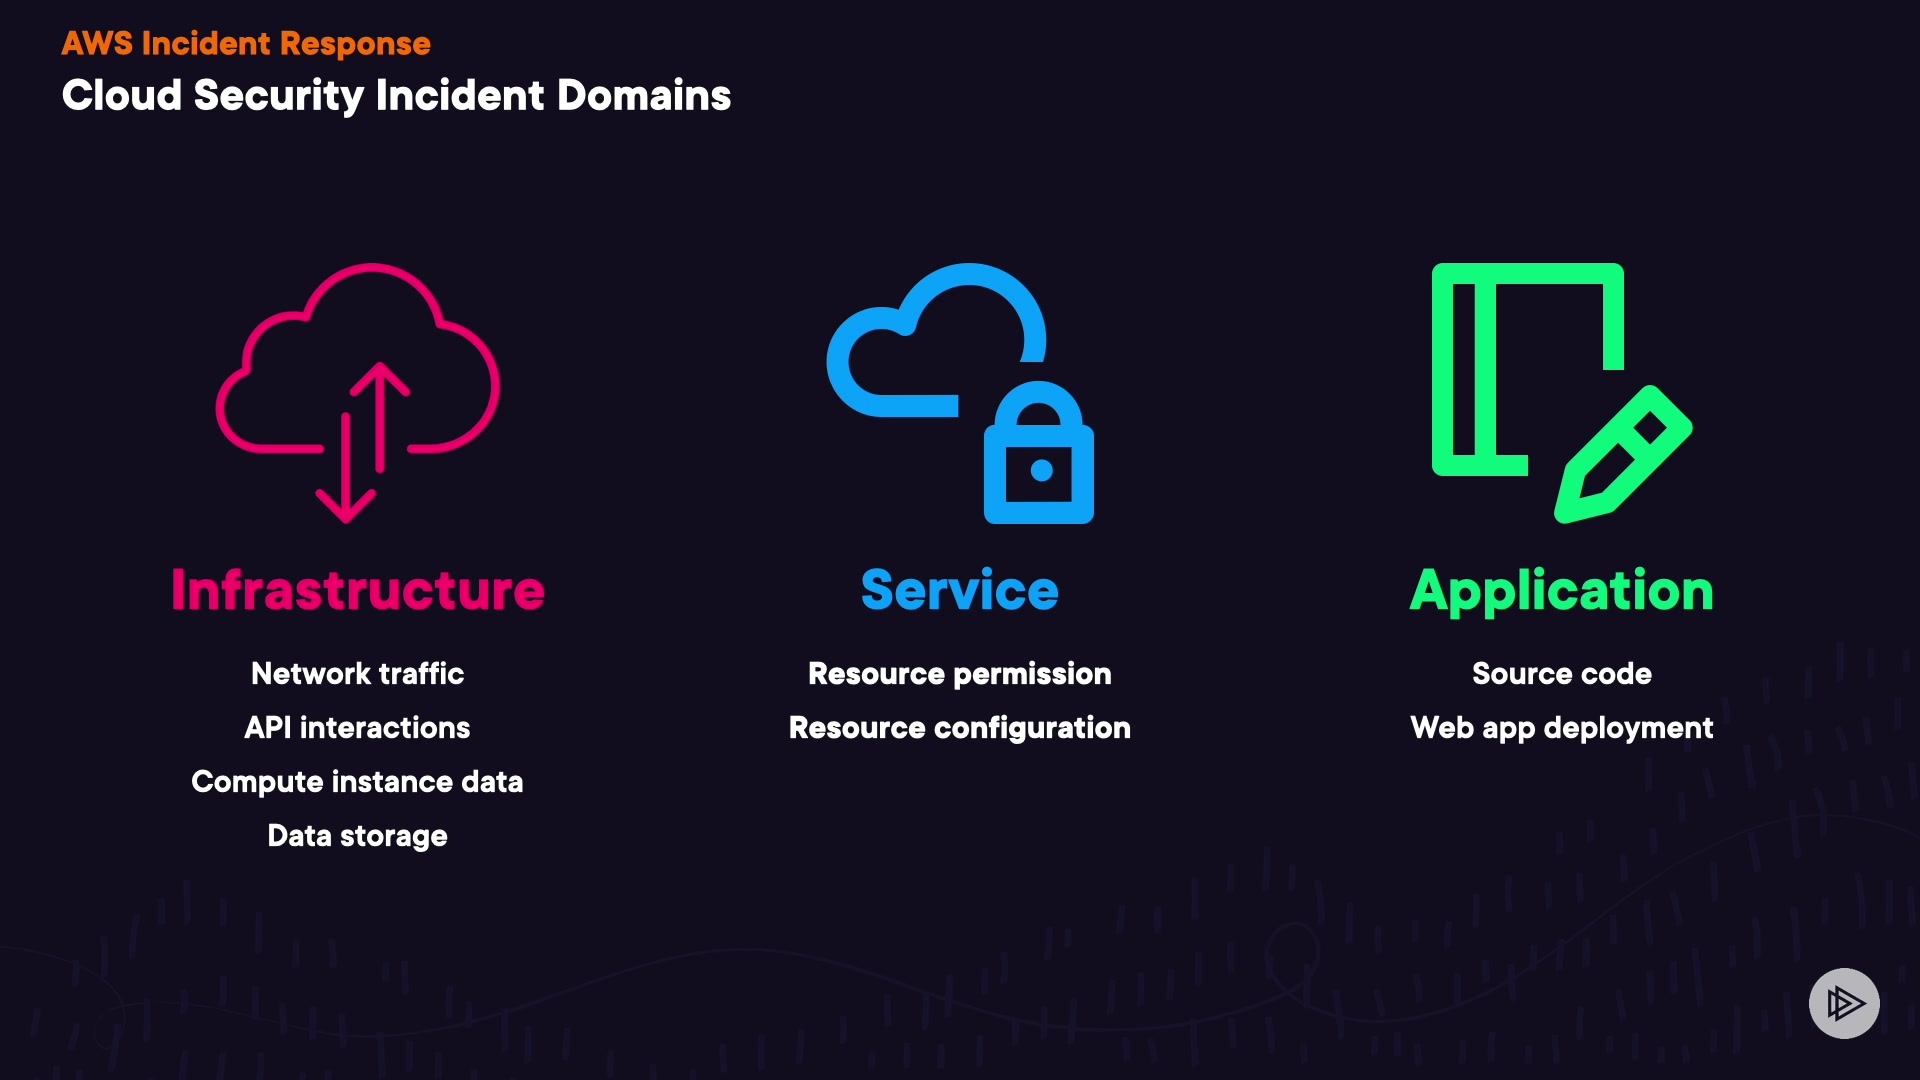 AWS Incident Response
Cloud Security Incident Domains
Infrastructure
Network traffic
API interactions
Compute instance data
Data storage
Service
Resource permission
Resource configuration
Application
Source code
Web app deployment